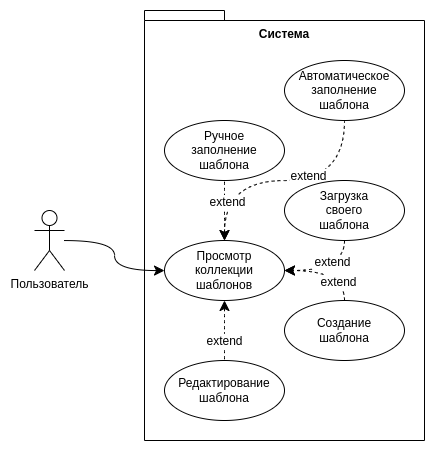 Система
Автоматическое
заполнение
шаблона
Ручное
заполнение
шаблона
extend
extend
Загрузка
своего
шаблона
Пользователь
Просмотр
коллекции
шаблонов
extend
extend
Создание
шаблона
extend
Редактирование
шаблона